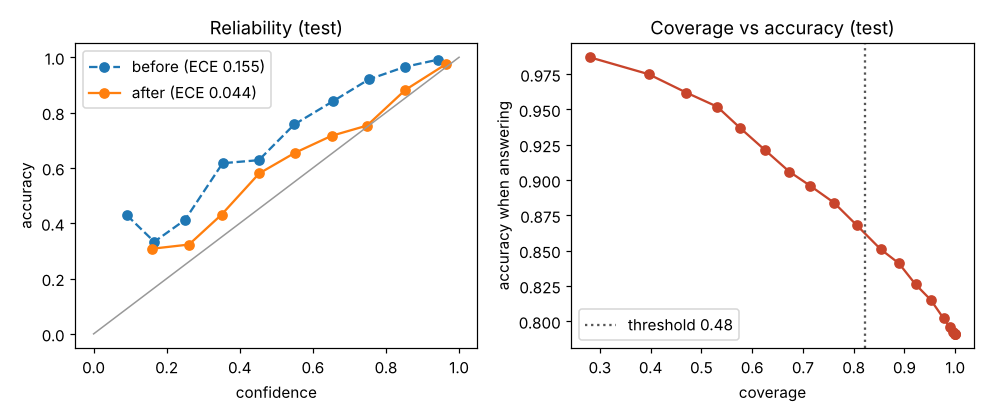 Reliability (test)
1.0
0.8
0.6
0.4
0.2
0.0
accuracy
before (ECE 0.155)
after (ECE 0.044)
0.0 0.2 0.4 0.6 0.8 1.0
confidence
Coverage vs accuracy (test)
0.975
0.950
0.925
0.900
0.875
0.850
0.825
0.800
accuracy when answering
threshold 0.48
0.3 0.4 0.5 0.6 0.7 0.8 0.9 1.0
coverage